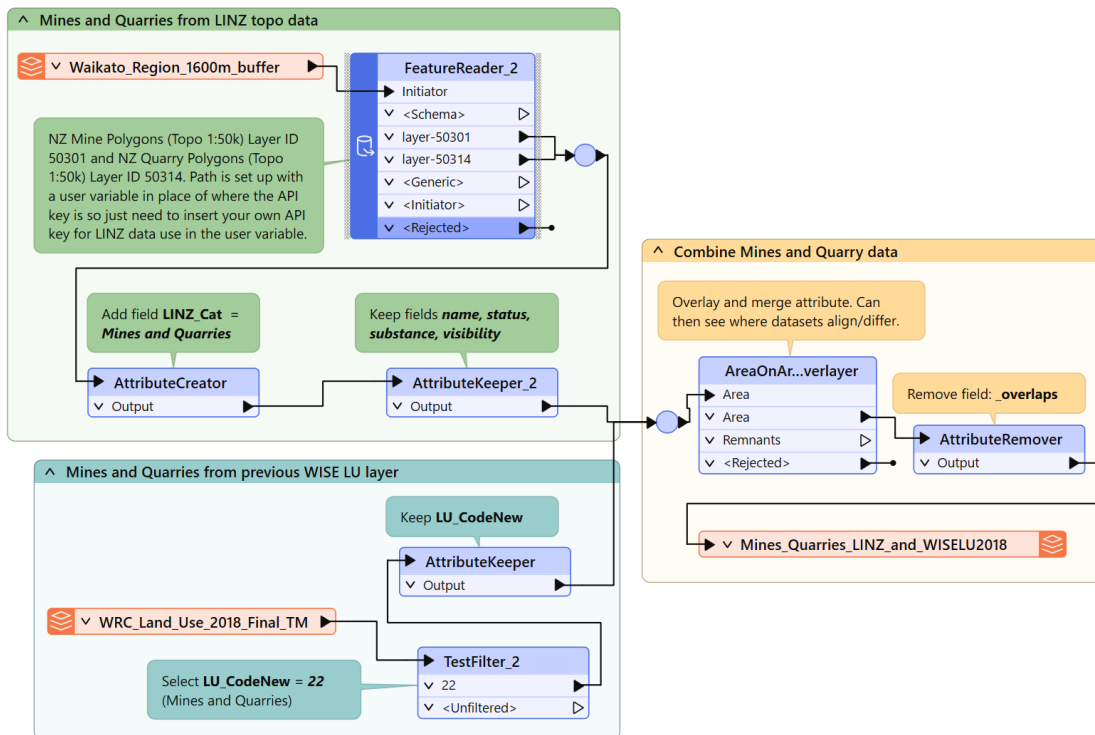 Mines and Quarries from LINZ topo data
Waikato_Region_1600m_buffer
FeatureReader_2
Initiator
<Schema>
layer-50301
layer-50314
<Generic>
<Initiator>
<Rejected>
NZ Mine Polygons (Topo 1:50k) Layer ID
50301 and NZ Quarry Polygons (Topo
1:50k) Layer ID 50314. Path is set up with
a user variable in place of where the API
key is so just need to insert your own API
key for LINZ data use in the user variable.
Add field LINZ_Cat =
Mines and Quarries
Keep fields name, status,
substance, visibility
AttributeCreator
Output
AttributeKeeper_2
Output
Mines and Quarries from previous WISE LU layer
Keep LU_CodeNew
AttributeKeeper
Output
WRC_Land_Use_2018_Final_TM
TestFilter_2
22
<Unfiltered>
Select LU_CodeNew = 22
(Mines and Quarries)
Combine Mines and Quarry data
Overlay and merge attribute. Can
then see where datasets align/differ.
AreaOnAr...verlayer
Area
Area
Remnants
<Rejected>
Remove field: _overlaps
AttributeRemover
Output
Mines_Quarries_LINZ_and_WISELU2018